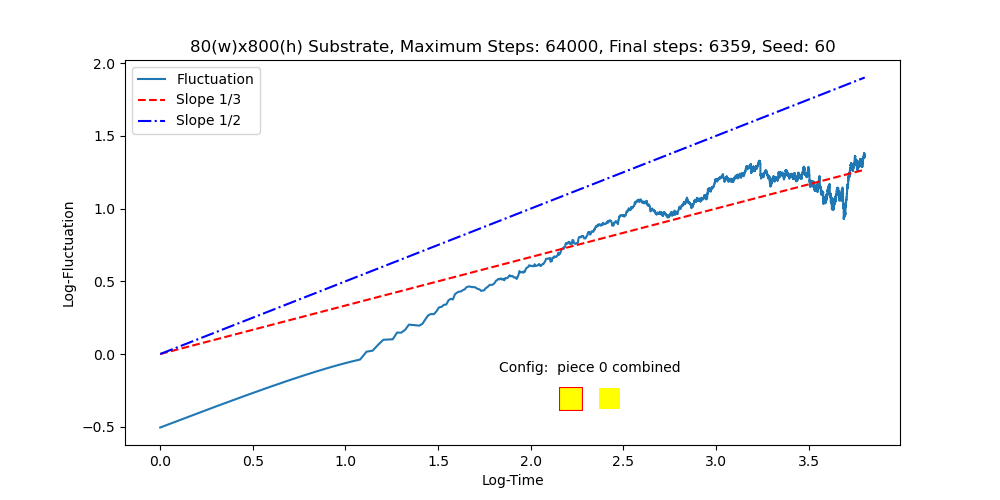 80(w)x800(h) Substrate, Maximum Steps: 64000, Final steps: 6359, Seed: 60
Fluctuation
Slope 1/3
Slope 1/2
2.0
1.5
1.0
0.5
0.0
−0.5
Log-Fluctuation
Config:  piece 0 combined
0.0 0.5 1.0 1.5 2.0 2.5 3.0 3.5
Log-Time